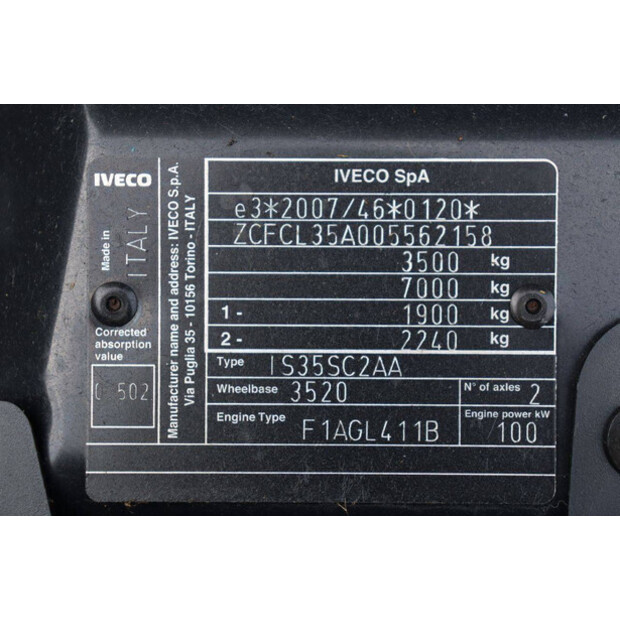 IVECO
Made in
ITALY
Corrected
absorption
value
502
Manufacturer name and address: IVECO S.p.A.
Via Puglia 35 - 10156 Torino - ITALY
IVECO SpA
e3*2007/46*0120*
ZCFCL35A005562158
3500 kg
7000 kg
1 - 1900 kg
2 - 2240 kg
Type IS35SC2AA
Wheelbase 3520 N° of axles 2
Engine Type F1AGL411B Engine power kW 100